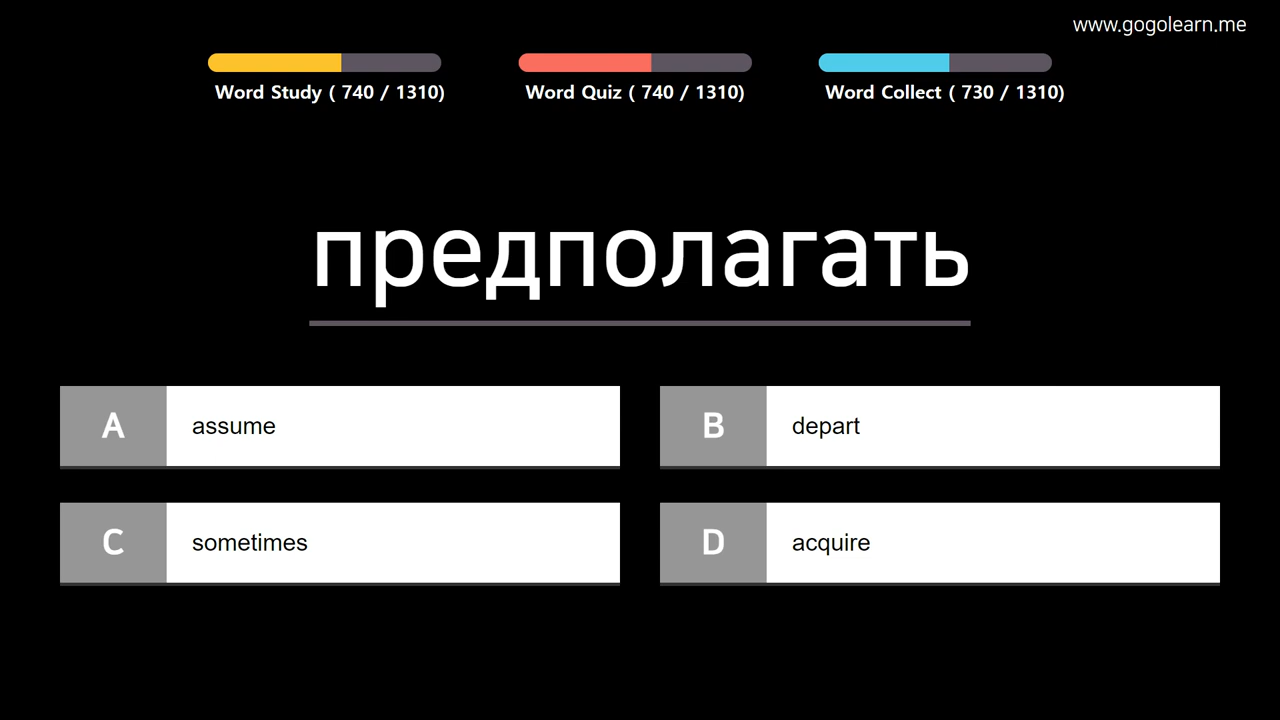 www.gogolearn.me
Word Study ( 740 / 1310)
Word Quiz ( 740 / 1310)
Word Collect ( 730 / 1310)
предполагать
A assume
B depart
C sometimes
D acquire